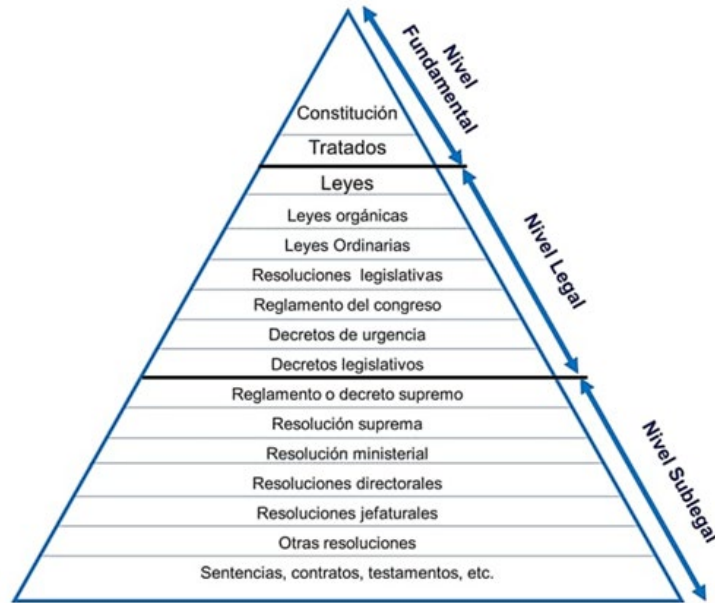 Nivel
Fundamental
Constitución
Tratados
Leyes
Leyes orgánicas
Leyes Ordinarias
Nivel Legal
Resoluciones legislativas
Reglamento del congreso
Decretos de urgencia
Decretos legislativos
Reglamento o decreto supremo
Resolución suprema
Resolución ministerial
Nivel Sublegal
Resoluciones directorales
Resoluciones jefaturales
Otras resoluciones
Sentencias, contratos, testamentos, etc.